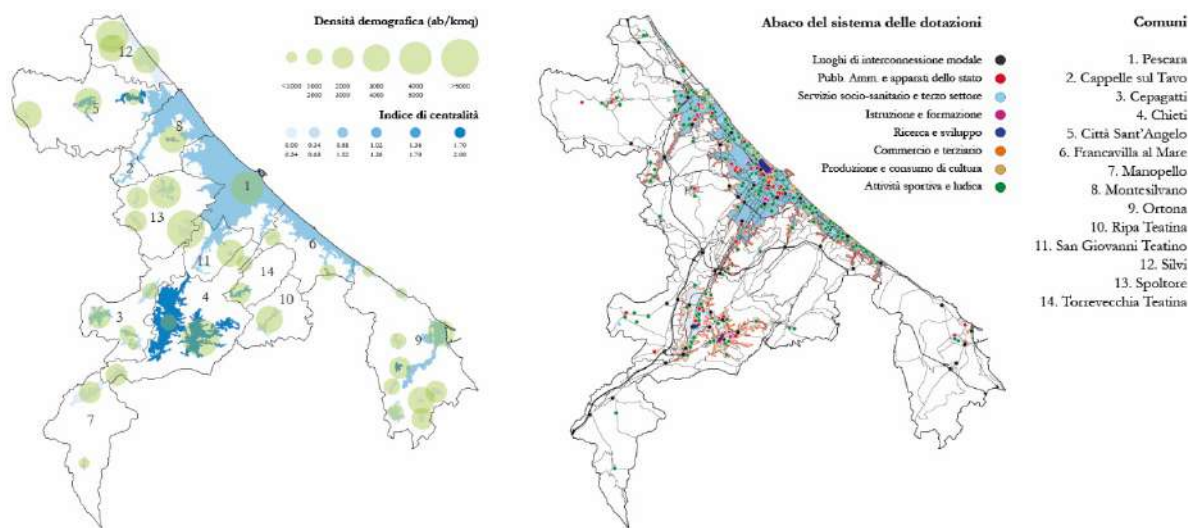 Densità demografica (ab/kmq)
<1000 1000 2000 3000 4000 >5000
2000 3000 4000 5000
Indice di centralità
0.00 0.34 0.68 1.02 1.36 1.70
0.34 0.68 1.02 1.36 1.70 2.00
12
5
8
2
1
13
6
11
14
4
10
3
9
7
Abaco del sistema delle dotazioni
Luoghi di interconnessione modale
Pubb. Amm. e apparati dello stato
Servizio socio-sanitario e terzo settore
Istruzione e formazione
Ricerca e sviluppo
Commercio e terziario
Produzione e consumo di cultura
Attività sportiva e ludica
Comuni
1. Pescara
2. Cappelle sul Tavo
3. Cepagatti
4. Chieti
5. Città Sant'Angelo
6. Francavilla al Mare
7. Manopello
8. Montesilvano
9. Ortona
10. Ripa Teatina
11. San Giovanni Teatino
12. Silvi
13. Spoltore
14. Torrevecchia Teatina